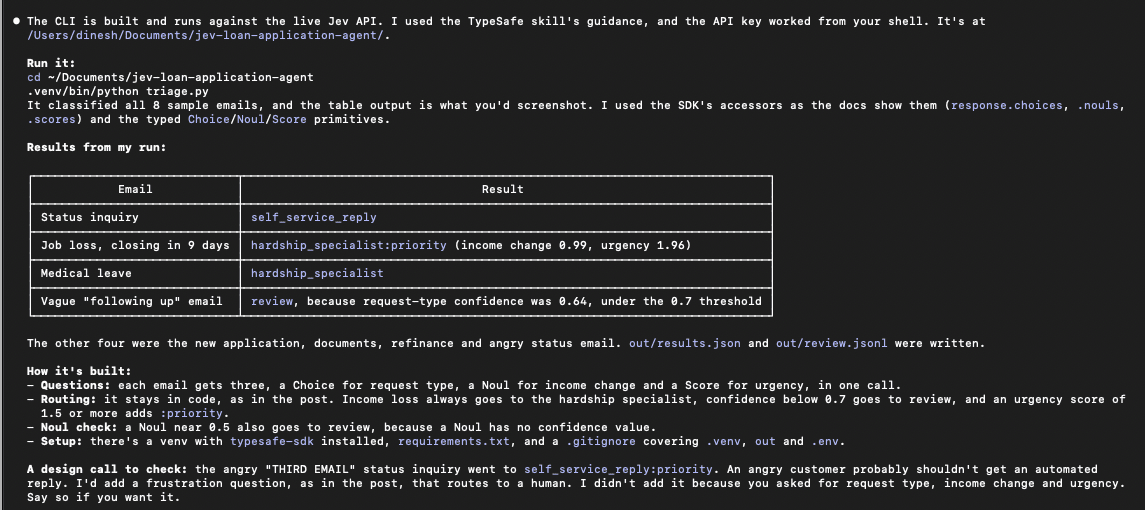 ● The CLI is built and runs against the live Jev API. I used the TypeSafe skill's guidance, and the API key worked from your shell. It's at
/Users/dinesh/Documents/jev-loan-application-agent/.
Run it:
cd ~/Documents/jev-loan-application-agent
.venv/bin/python triage.py
It classified all 8 sample emails, and the table output is what you'd screenshot. I used the SDK's accessors as the docs show them (response.choices, .nouls,
.scores) and the typed Choice/Noul/Score primitives.
Results from my run:
Email Result
Status inquiry self_service_reply
Job loss, closing in 9 days hardship_specialist:priority (income change 0.99, urgency 1.96)
Medical leave hardship_specialist
Vague "following up" email review, because request-type confidence was 0.64, under the 0.7 threshold
The other four were the new application, documents, refinance and angry status email. out/results.json and out/review.jsonl were written.
How it's built:
- Questions: each email gets three, a Choice for request type, a Noul for income change and a Score for urgency, in one call.
- Routing: it stays in code, as in the post. Income loss always goes to the hardship specialist, confidence below 0.7 goes to review, and an urgency score of
1.5 or more adds :priority.
- Noul check: a Noul near 0.5 also goes to review, because a Noul has no confidence value.
- Setup: there's a venv with typesafe-sdk installed, requirements.txt, and a .gitignore covering .venv, out and .env.
A design call to check: the angry "THIRD EMAIL" status inquiry went to self_service_reply:priority. An angry customer probably shouldn't get an automated
reply. I'd add a frustration question, as in the post, that routes to a human. I didn't add it because you asked for request type, income change and urgency.
Say so if you want it.